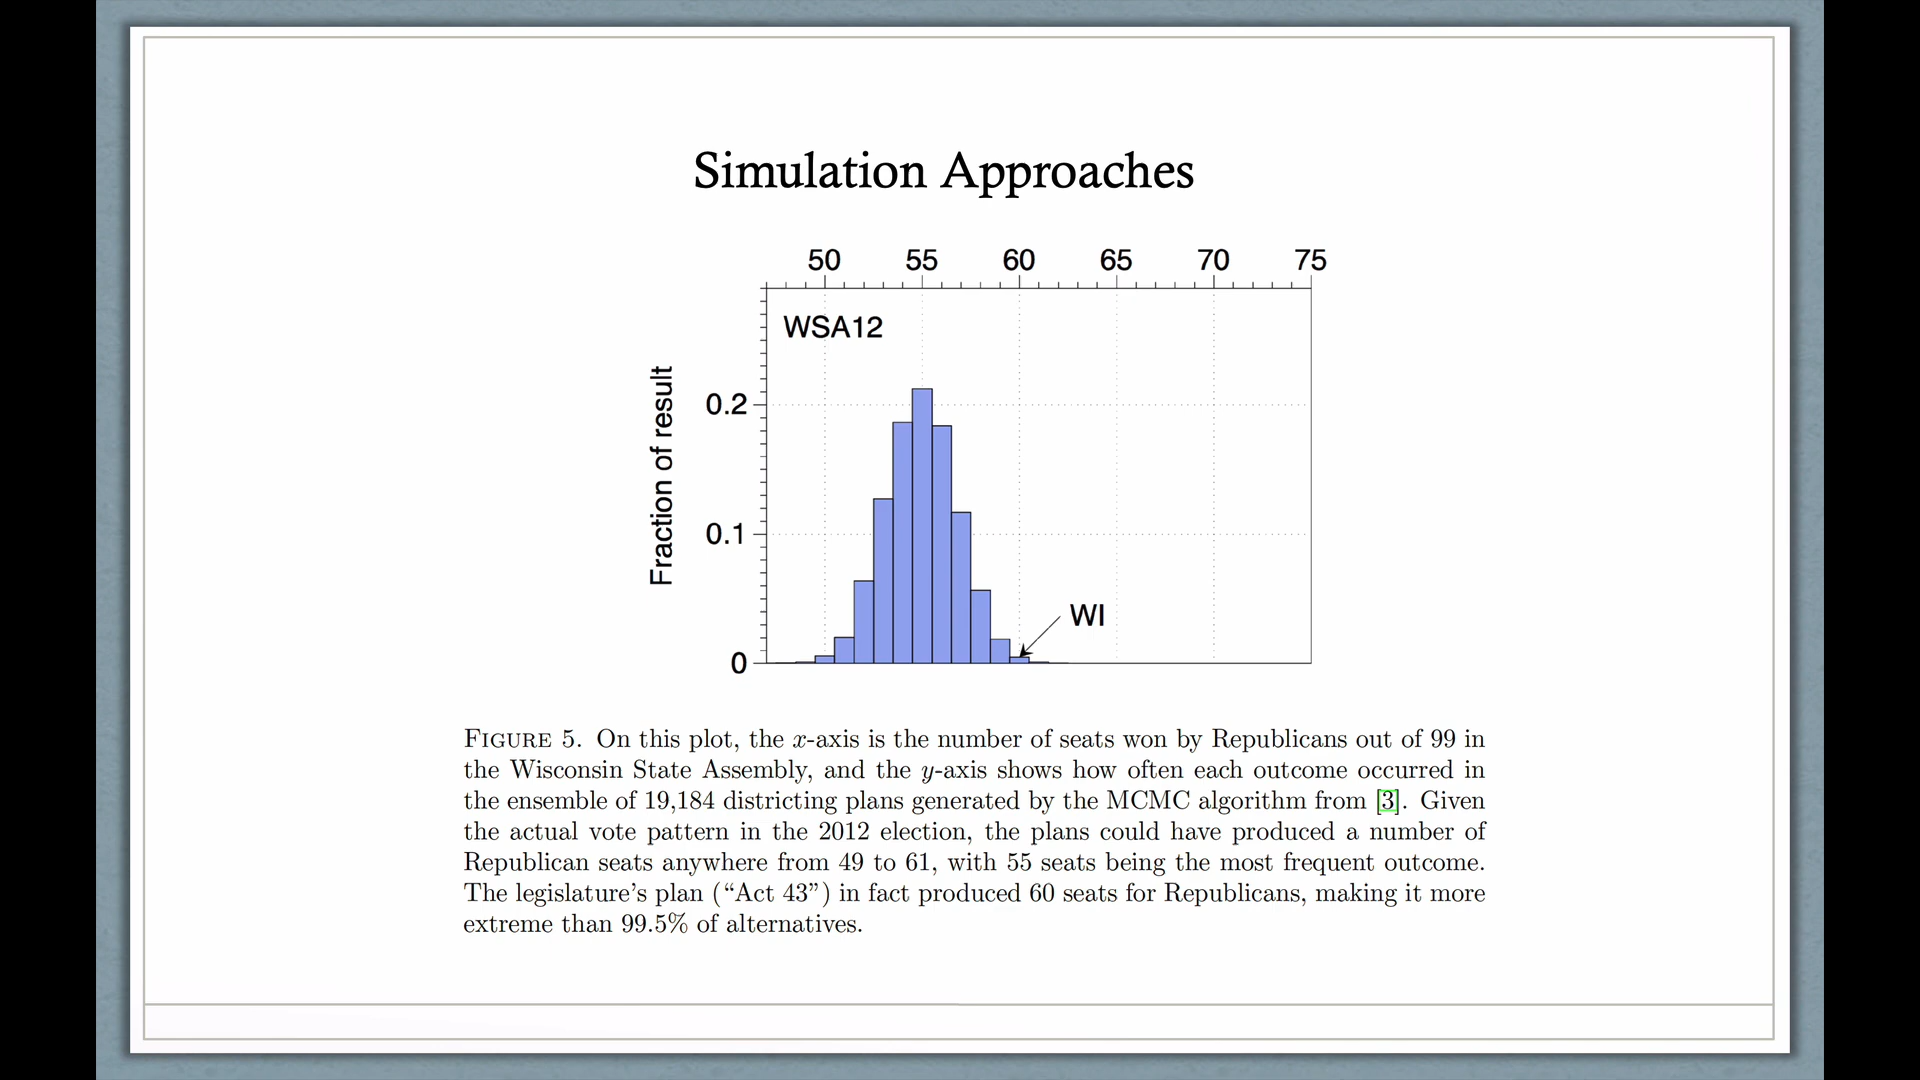 Simulation Approaches
50 55 60 65 70 75
WSA12
Fraction of result
0.2
0.1
0
WI
FIGURE 5. On this plot, the x-axis is the number of seats won by Republicans out of 99 in
the Wisconsin State Assembly, and the y-axis shows how often each outcome occurred in
the ensemble of 19,184 districting plans generated by the MCMC algorithm from [3]. Given
the actual vote pattern in the 2012 election, the plans could have produced a number of
Republican seats anywhere from 49 to 61, with 55 seats being the most frequent outcome.
The legislature's plan (“Act 43”) in fact produced 60 seats for Republicans, making it more
extreme than 99.5% of alternatives.